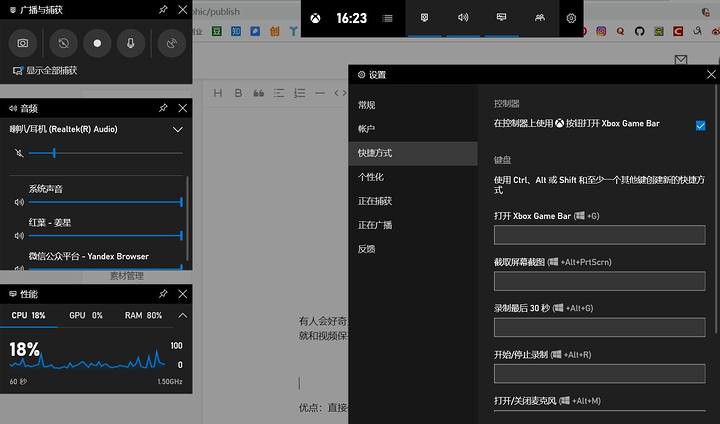 广播与捕获
显示全部捕获
hic/publish
16:23
音频
喇叭/耳机 (Realtek(R) Audio)
系统声音
红葉 - 姜星
微信公众平台 - Yandex Browser
素材管理
性能
CPU 18% GPU 0% RAM 80%
18%
100
0
60 秒
1.50GHz
H B
有人会好奇
就和视频保
优点：直接
设置
常规
帐户
快捷方式
个性化
正在捕获
正在广播
反馈
控制器
在控制器上使用 按钮打开 Xbox Game Bar
键盘
使用 Ctrl、Alt 或 Shift 和至少一个其他键创建新的快捷方
式
打开 Xbox Game Bar ( +G)
截取屏幕截图 ( +Alt+PrtScrn)
录制最后 30 秒 ( +Alt+G)
开始/停止录制 ( +Alt+R)
打开/关闭麦克风 ( +Alt+M)